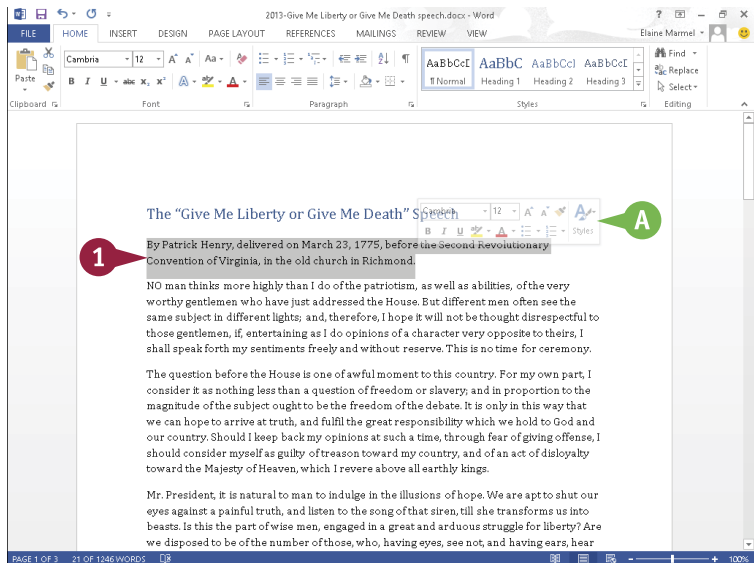 2013-Give Me Liberty or Give Me Death speech.docx - Word
FILE HOME INSERT DESIGN PAGE LAYOUT REFERENCES MAILINGS REVIEW VIEW Elaine Marmel
Cambria 12 A A Aa AaBbCcI AaBbC AaBbCcI AaBbCcI Find
Paste Replace
B I U abc X₂ X² A ab A ¶ Normal Heading 1 Heading 2 Heading 3 Select
Clipboard Font Paragraph Styles Editing
The “Give Me Liberty or Give Me Death” Speech
Cambria 12 A A A
B I U ab A Styles
By Patrick Henry, delivered on March 23, 1775, before the Second Revolutionary
1 Convention of Virginia, in the old church in Richmond.
NO man thinks more highly than I do of the patriotism, as well as abilities, of the very
worthy gentlemen who have just addressed the House. But different men often see the
same subject in different lights; and, therefore, I hope it will not be thought disrespectful to
those gentlemen, if, entertaining as I do opinions of a character very opposite to theirs, I
shall speak forth my sentiments freely and without reserve. This is no time for ceremony.
The question before the House is one of awful moment to this country. For my own part, I
consider it as nothing less than a question of freedom or slavery; and in proportion to the
magnitude of the subject ought to be the freedom of the debate. It is only in this way that
we can hope to arrive at truth, and fulfil the great responsibility which we hold to God and
our country. Should I keep back my opinions at such a time, through fear of giving offense, I
should consider myself as guilty of treason toward my country, and of an act of disloyalty
toward the Majesty of Heaven, which I revere above all earthly kings.
Mr. President, it is natural to man to indulge in the illusions of hope. We are apt to shut our
eyes against a painful truth, and listen to the song of that siren, till she transforms us into
beasts. Is this the part of wise men, engaged in a great and arduous struggle for liberty? Are
we disposed to be of the number of those, who, having eyes, see not, and having ears, hear
PAGE 1 OF 3 21 OF 1246 WORDS 100%